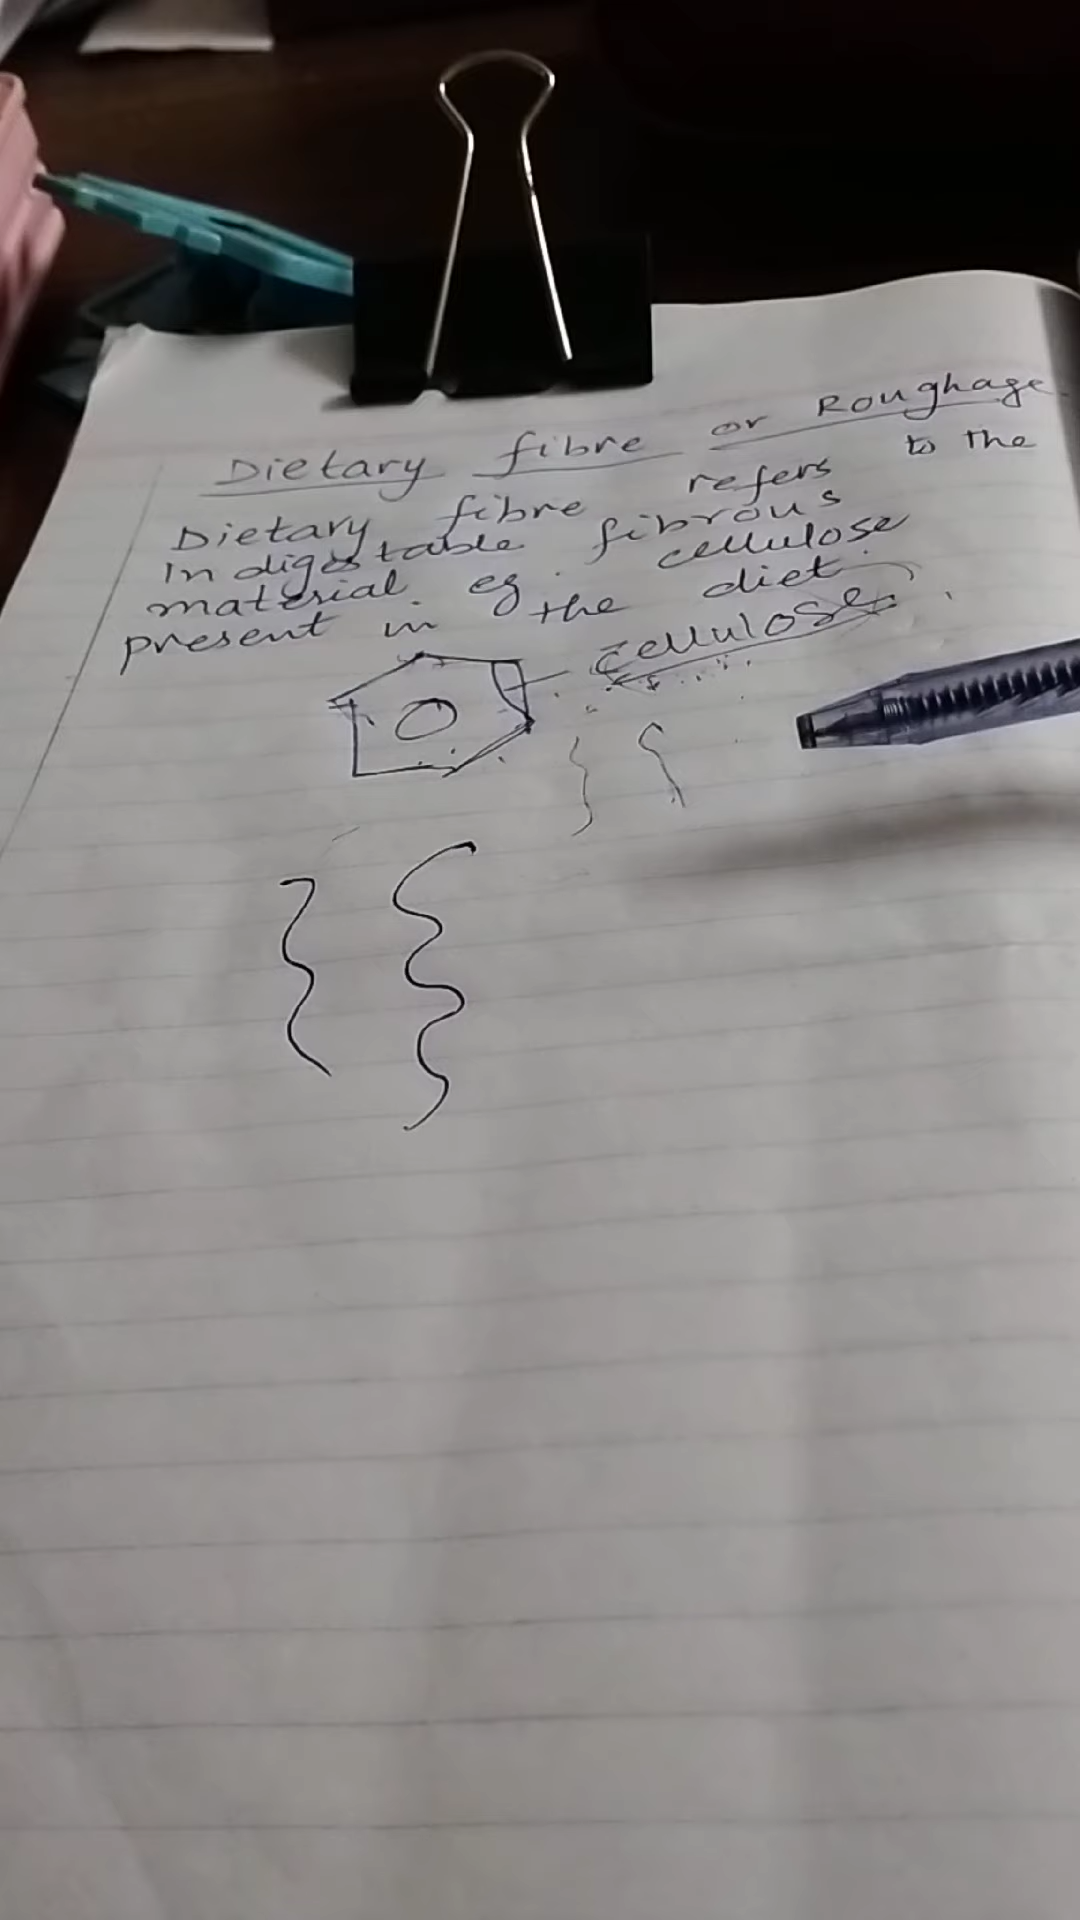 Dietary fibre or Roughage
Dietary fibre refers to the
Indigestable fibrous
material eg. cellulose
present in the diet.
cellulose